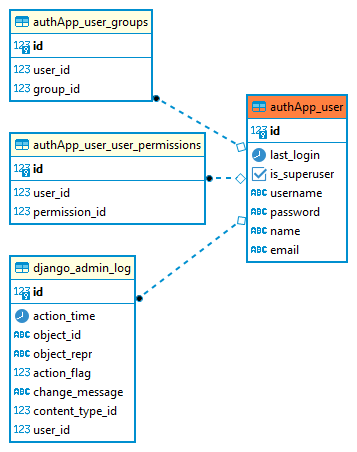 authApp_user_groups
123 id
123 user_id
123 group_id
authApp_user_user_permissions
123 id
123 user_id
123 permission_id
django_admin_log
123 id
action_time
ABC object_id
ABC object_repr
123 action_flag
ABC change_message
123 content_type_id
123 user_id
authApp_user
123 id
last_login
is_superuser
ABC username
ABC password
ABC name
ABC email